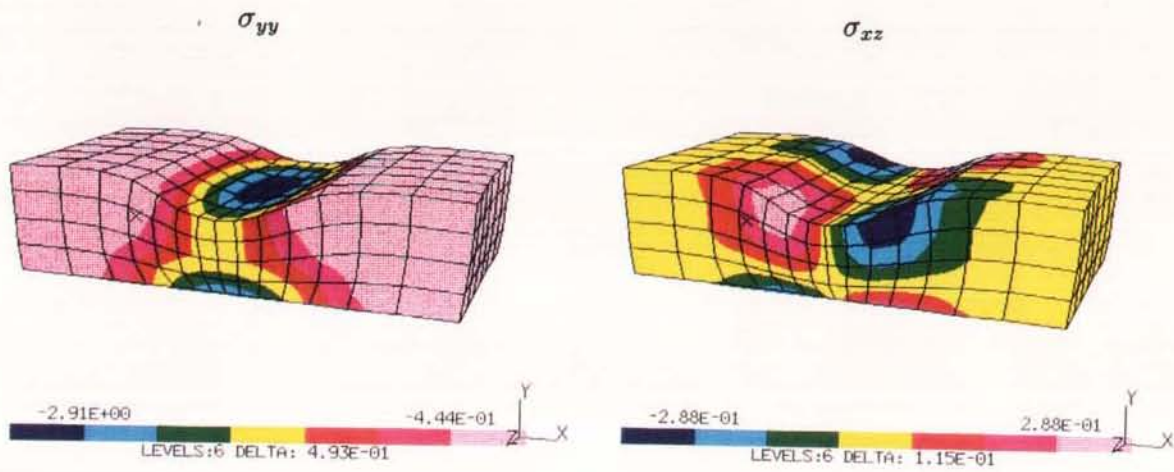 σyy
σxz
-2.91E+00 -4.44E-01
Y
Z X
LEVELS:6 DELTA: 4.93E-01
-2.88E-01 2.88E-01
Y
Z X
LEVELS:6 DELTA: 1.15E-01